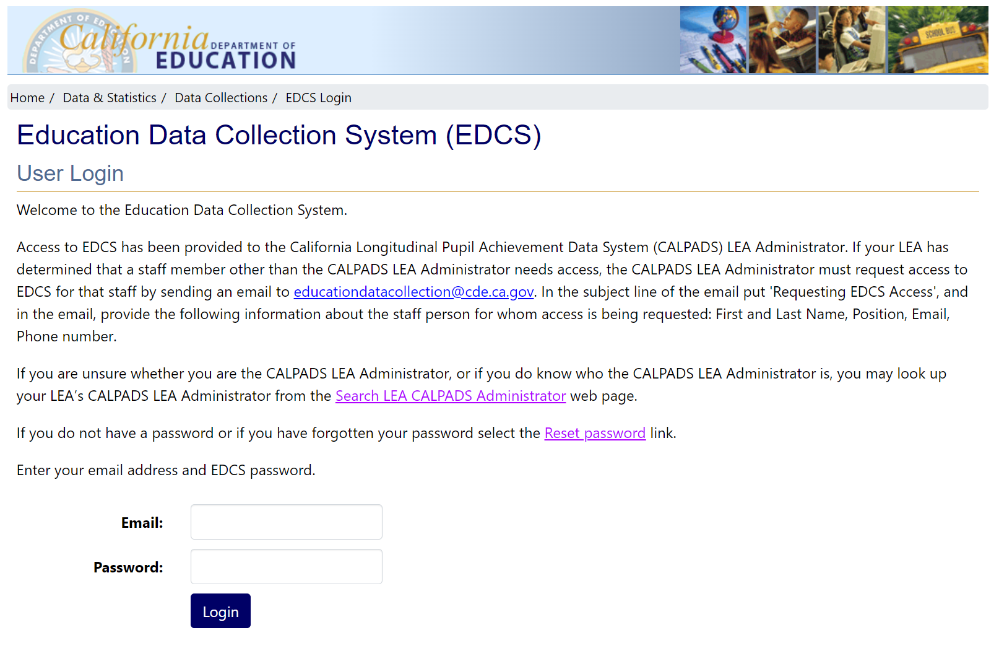 DEPARTMENT OF EDUCATION
California DEPARTMENT OF
EDUCATION
SCHOOL BUS
Home / Data & Statistics / Data Collections / EDCS Login
Education Data Collection System (EDCS)
User Login
Welcome to the Education Data Collection System.
Access to EDCS has been provided to the California Longitudinal Pupil Achievement Data System (CALPADS) LEA Administrator. If your LEA has
determined that a staff member other than the CALPADS LEA Administrator needs access, the CALPADS LEA Administrator must request access to
EDCS for that staff by sending an email to educationdatacollection@cde.ca.gov. In the subject line of the email put 'Requesting EDCS Access', and
in the email, provide the following information about the staff person for whom access is being requested: First and Last Name, Position, Email,
Phone number.
If you are unsure whether you are the CALPADS LEA Administrator, or if you do know who the CALPADS LEA Administrator is, you may look up
your LEA’s CALPADS LEA Administrator from the Search LEA CALPADS Administrator web page.
If you do not have a password or if you have forgotten your password select the Reset password link.
Enter your email address and EDCS password.
Email:
Password:
Login